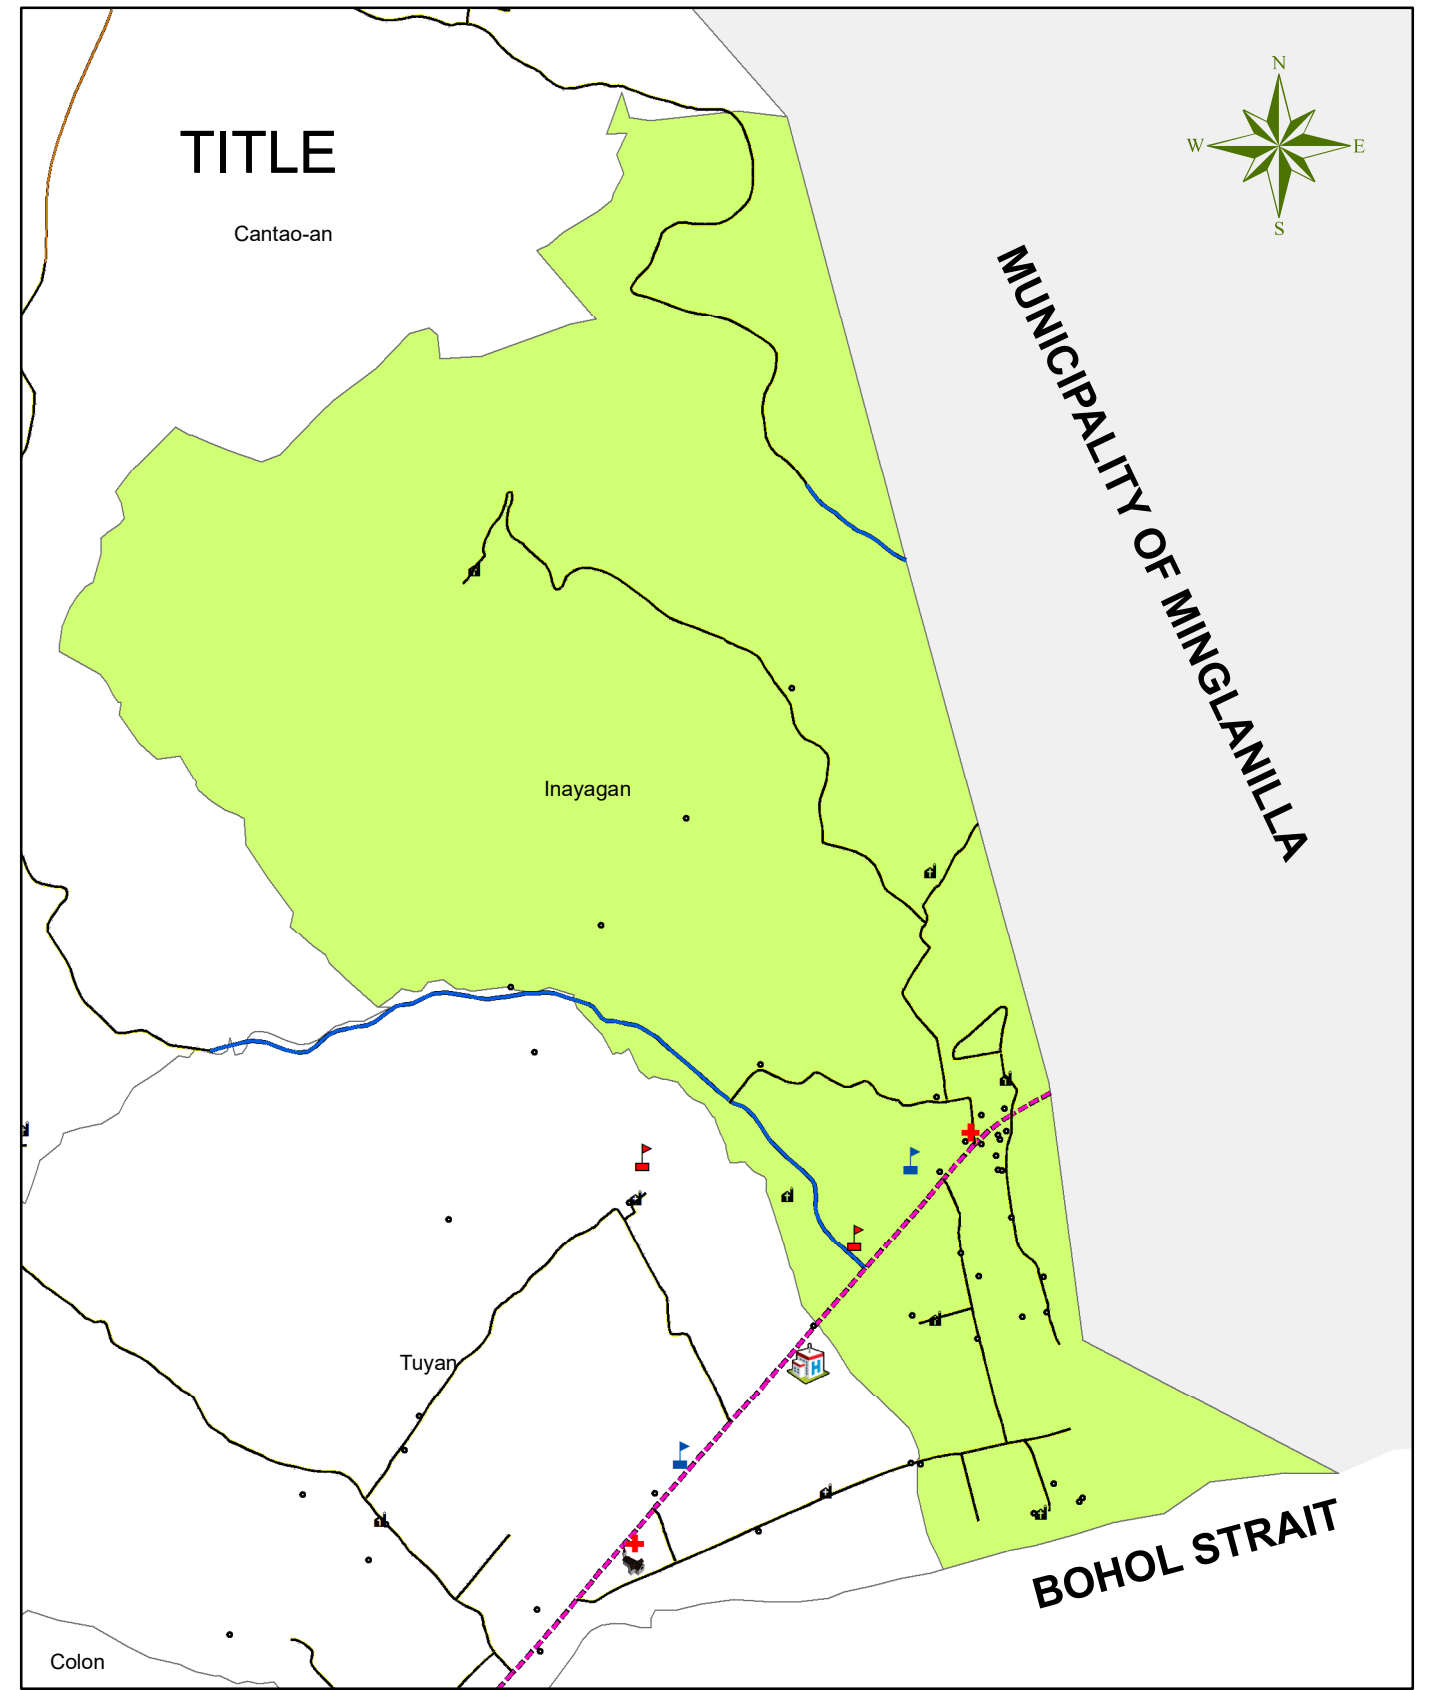 N
W
E
S
TITLE
Cantao-an
MUNICIPALITY OF MINGLANILLA
Inayagan
Tuyan
H
BOHOL STRAIT
Colon